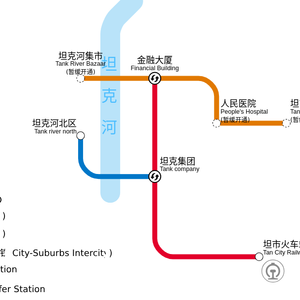 坦克河集市
Tank River Bazaar
(暂缓开通)
金融大厦
Financial Building
坦
克
河
人民医院
People's Hospital
(暂缓开通)
坦
Tan
(暂
坦克河北区
Tank river north
坦克集团
Tank company
坦市火车
Tan City Railw
)
)
City-Suburbs Intercity )
tion
fer Station